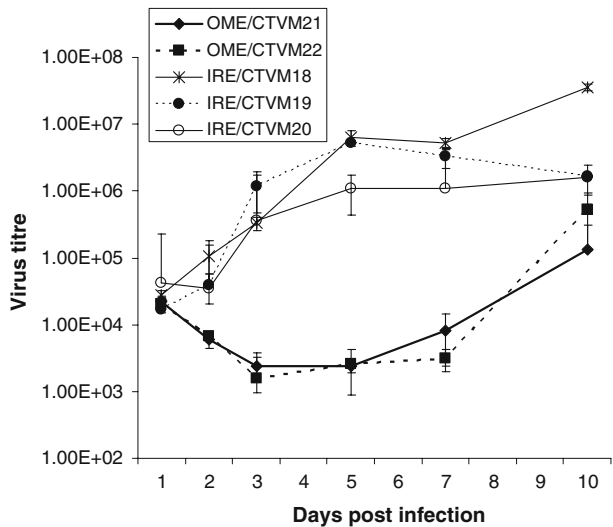 OME/CTVM21
OME/CTVM22
IRE/CTVM18
IRE/CTVM19
IRE/CTVM20
1.00E+08
1.00E+07
1.00E+06
1.00E+05
1.00E+04
1.00E+03
1.00E+02
Virus titre
1 2 3 4 5 6 7 8 9 10
Days post infection